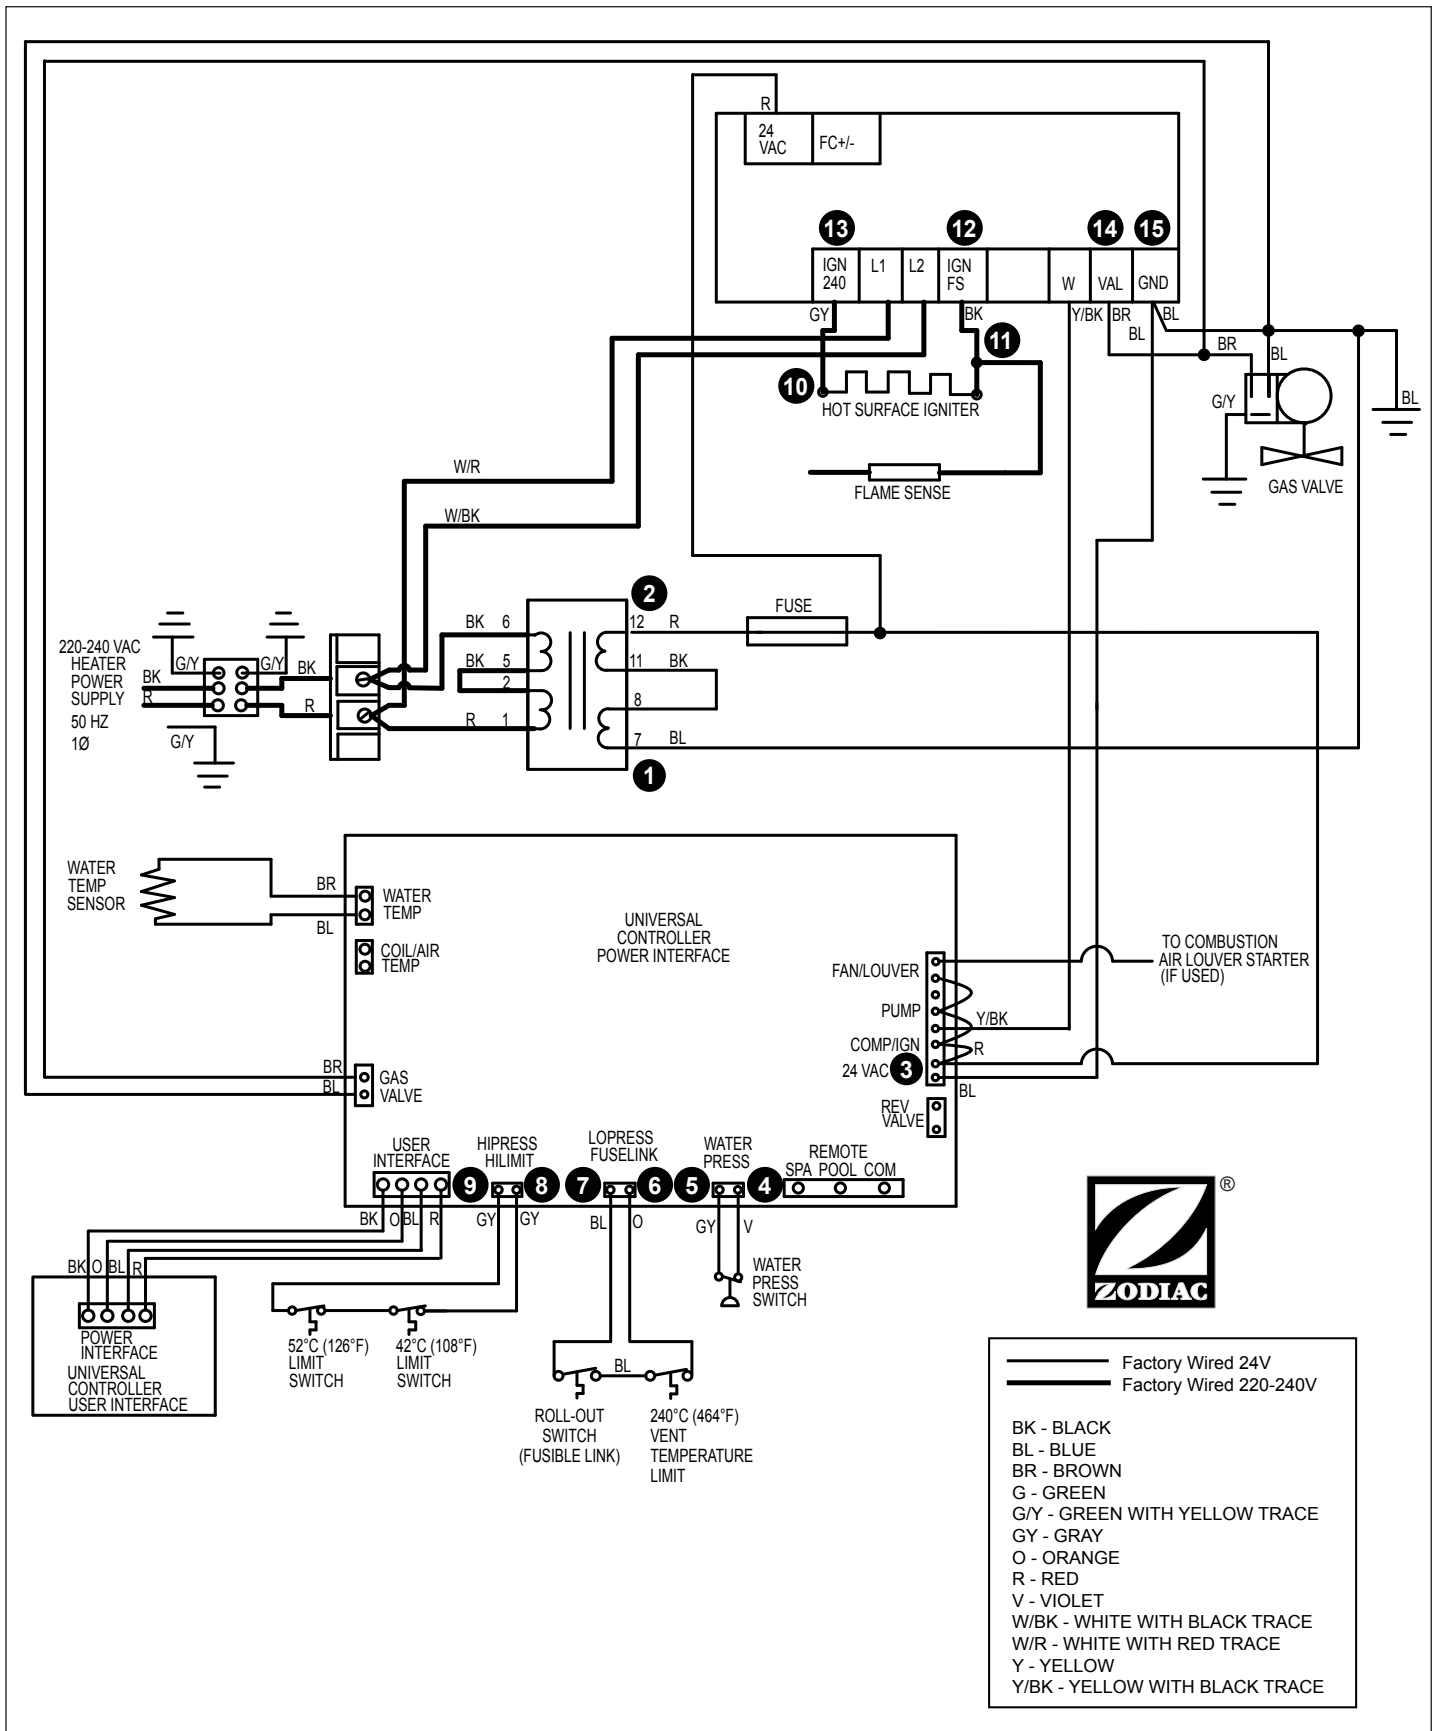 R
24
VAC
FC+/-
13
12
14
15
IGN
240
L1
L2
IGN
FS
W
VAL
GND
GY
BK
Y/BK
BR
BL
BL
11
BR
BL
10
HOT SURFACE IGNITER
G/Y
BL
W/R
FLAME SENSE
GAS VALVE
W/BK
2
FUSE
BK 6
12 R
220-240 VAC
HEATER
POWER
SUPPLY
50 HZ
1Ø
G/Y
G/Y
BK
BK
R
R
G/Y
BK 5
2
R 1
11 BK
8
7 BL
1
WATER
TEMP
SENSOR
BR
BL
WATER
TEMP
COIL/AIR
TEMP
UNIVERSAL
CONTROLLER
POWER INTERFACE
FAN/LOUVER
PUMP
COMP/IGN
24 VAC
3
Y/BK
R
BL
TO COMBUSTION
AIR LOUVER STARTER
(IF USED)
BR
BL
GAS
VALVE
REV
VALVE
USER
INTERFACE
HIPRESS
HILIMIT
LOPRESS
FUSELINK
WATER
PRESS
REMOTE
SPA POOL COM
9
8
7
6
5
4
BK
O
BL
R
GY
GY
BL
O
GY
V
BK
O
BL
R
POWER
INTERFACE
UNIVERSAL
CONTROLLER
USER INTERFACE
52°C (126°F)
LIMIT
SWITCH
42°C (108°F)
LIMIT
SWITCH
WATER
PRESS
SWITCH
BL
ROLL-OUT
SWITCH
(FUSIBLE LINK)
240°C (464°F)
VENT
TEMPERATURE
LIMIT
®
ZODIAC
Factory Wired 24V
Factory Wired 220-240V
BK - BLACK
BL - BLUE
BR - BROWN
G - GREEN
G/Y - GREEN WITH YELLOW TRACE
GY - GRAY
O - ORANGE
R - RED
V - VIOLET
W/BK - WHITE WITH BLACK TRACE
W/R - WHITE WITH RED TRACE
Y - YELLOW
Y/BK - YELLOW WITH BLACK TRACE